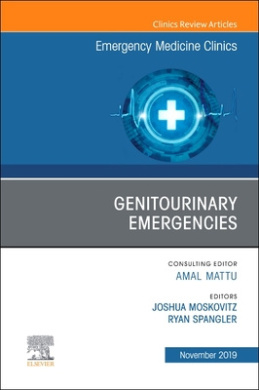 Clinics Review Articles
Emergency Medicine Clinics
GENITOURINARY
EMERGENCIES
CONSULTING EDITOR
AMAL MATTU
EDITORS
JOSHUA MOSKOVITZ
RYAN SPANGLER
ELSEVIER
November 2019